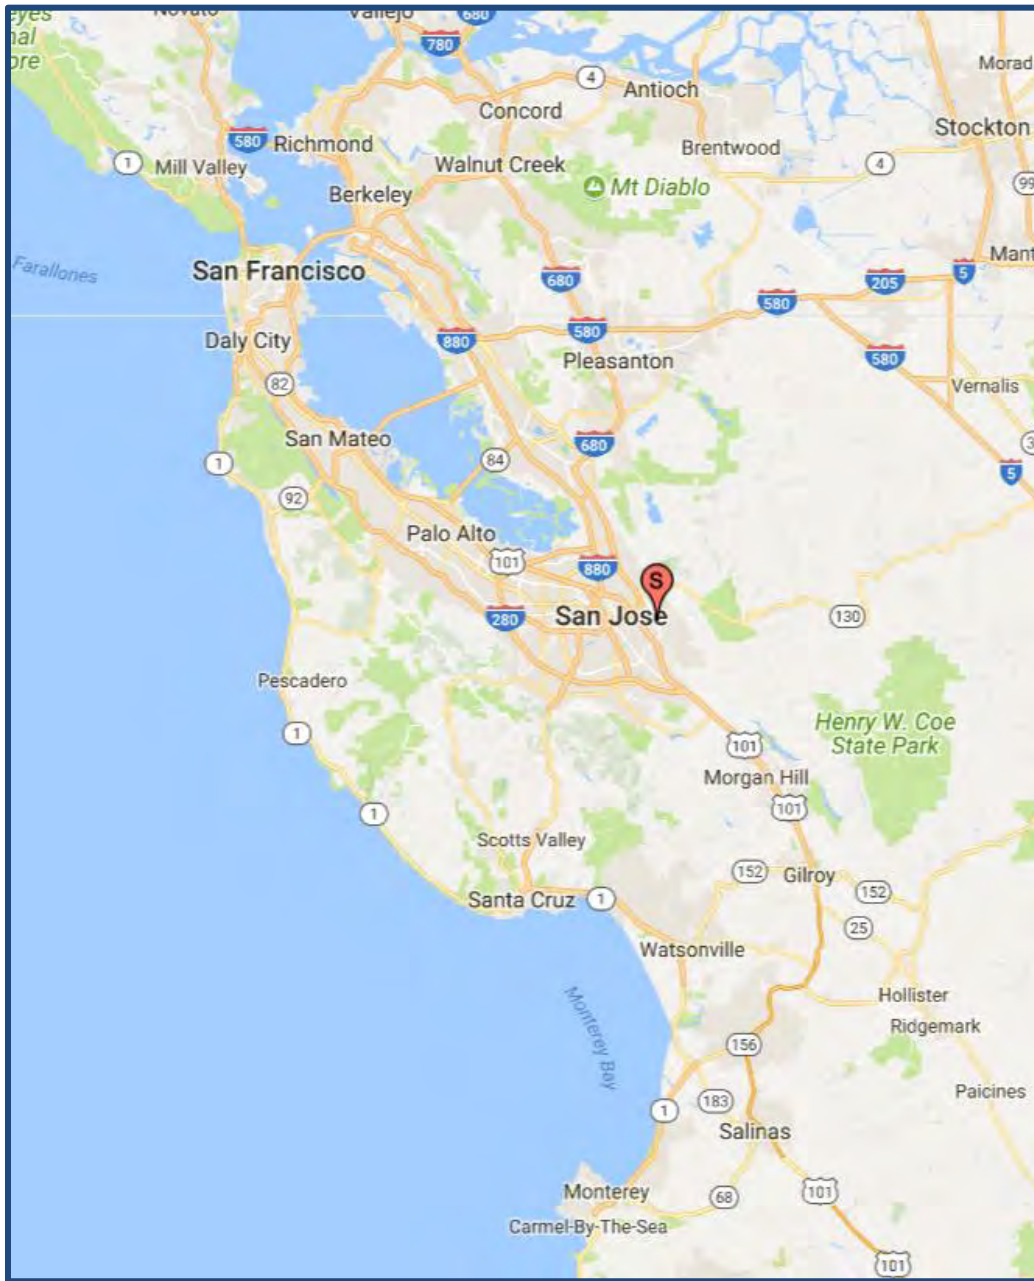 Vallejo
680
780
4
Antioch
Morad
Concord
Stockton
580
Richmond
Brentwood
1
Mill Valley
Walnut Creek
4
Berkeley
Mt Diablo
99
Farallones
San Francisco
Mant
5
680
205
580
580
Daly City
880
580
Pleasanton
Vernalis
82
San Mateo
680
84
1
5
92
Palo Alto
101
880
S
San Jose
280
130
Pescadero
1
Henry W. Coe
State Park
101
Morgan Hill
101
1
Scotts Valley
152
Gilroy
152
Santa Cruz
1
25
Watsonville
Monterey Bay
Hollister
Ridgemark
156
Paicines
183
1
Salinas
Monterey
68
101
Carmel-By-The-Sea
101